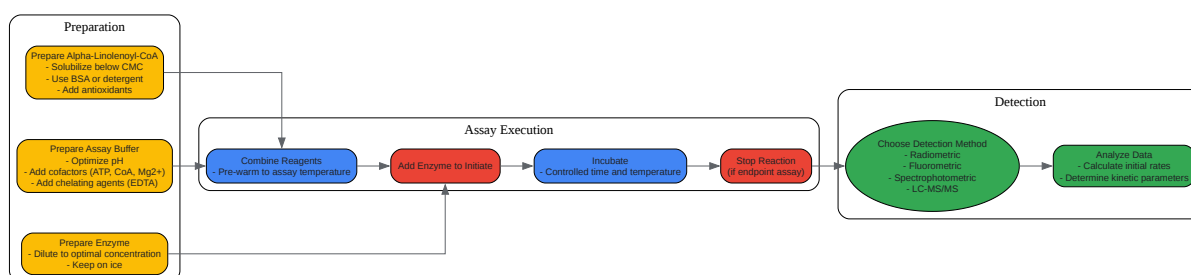 Preparation
Prepare Alpha-Linolenoyl-CoA
- Solubilize below CMC
- Use BSA or detergent
- Add antioxidants
Prepare Assay Buffer
- Optimize pH
- Add cofactors (ATP, CoA, Mg2+)
- Add chelating agents (EDTA)
Prepare Enzyme
- Dilute to optimal concentration
- Keep on ice
Assay Execution
Combine Reagents
- Pre-warm to assay temperature
Add Enzyme to Initiate
Incubate
- Controlled time and temperature
Stop Reaction
(if endpoint assay)
Detection
Choose Detection Method
- Radiometric
- Fluorometric
- Spectrophotometric
- LC-MS/MS
Analyze Data
- Calculate initial rates
- Determine kinetic parameters